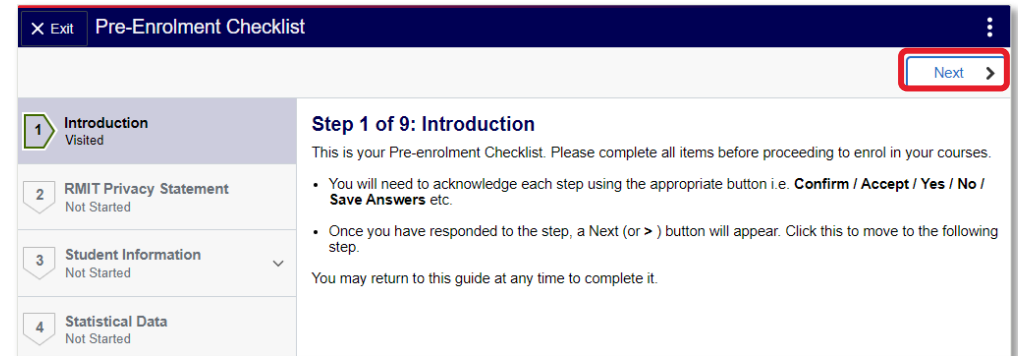 Exit Pre-Enrolment Checklist
Next
1 Introduction
Visited
2 RMIT Privacy Statement
Not Started
3 Student Information
Not Started
4 Statistical Data
Not Started
Step 1 of 9: Introduction
This is your Pre-enrolment Checklist. Please complete all items before proceeding to enrol in your courses.
• You will need to acknowledge each step using the appropriate button i.e. Confirm / Accept / Yes / No /
Save Answers etc.
• Once you have responded to the step, a Next (or > ) button will appear. Click this to move to the following
step.
You may return to this guide at any time to complete it.